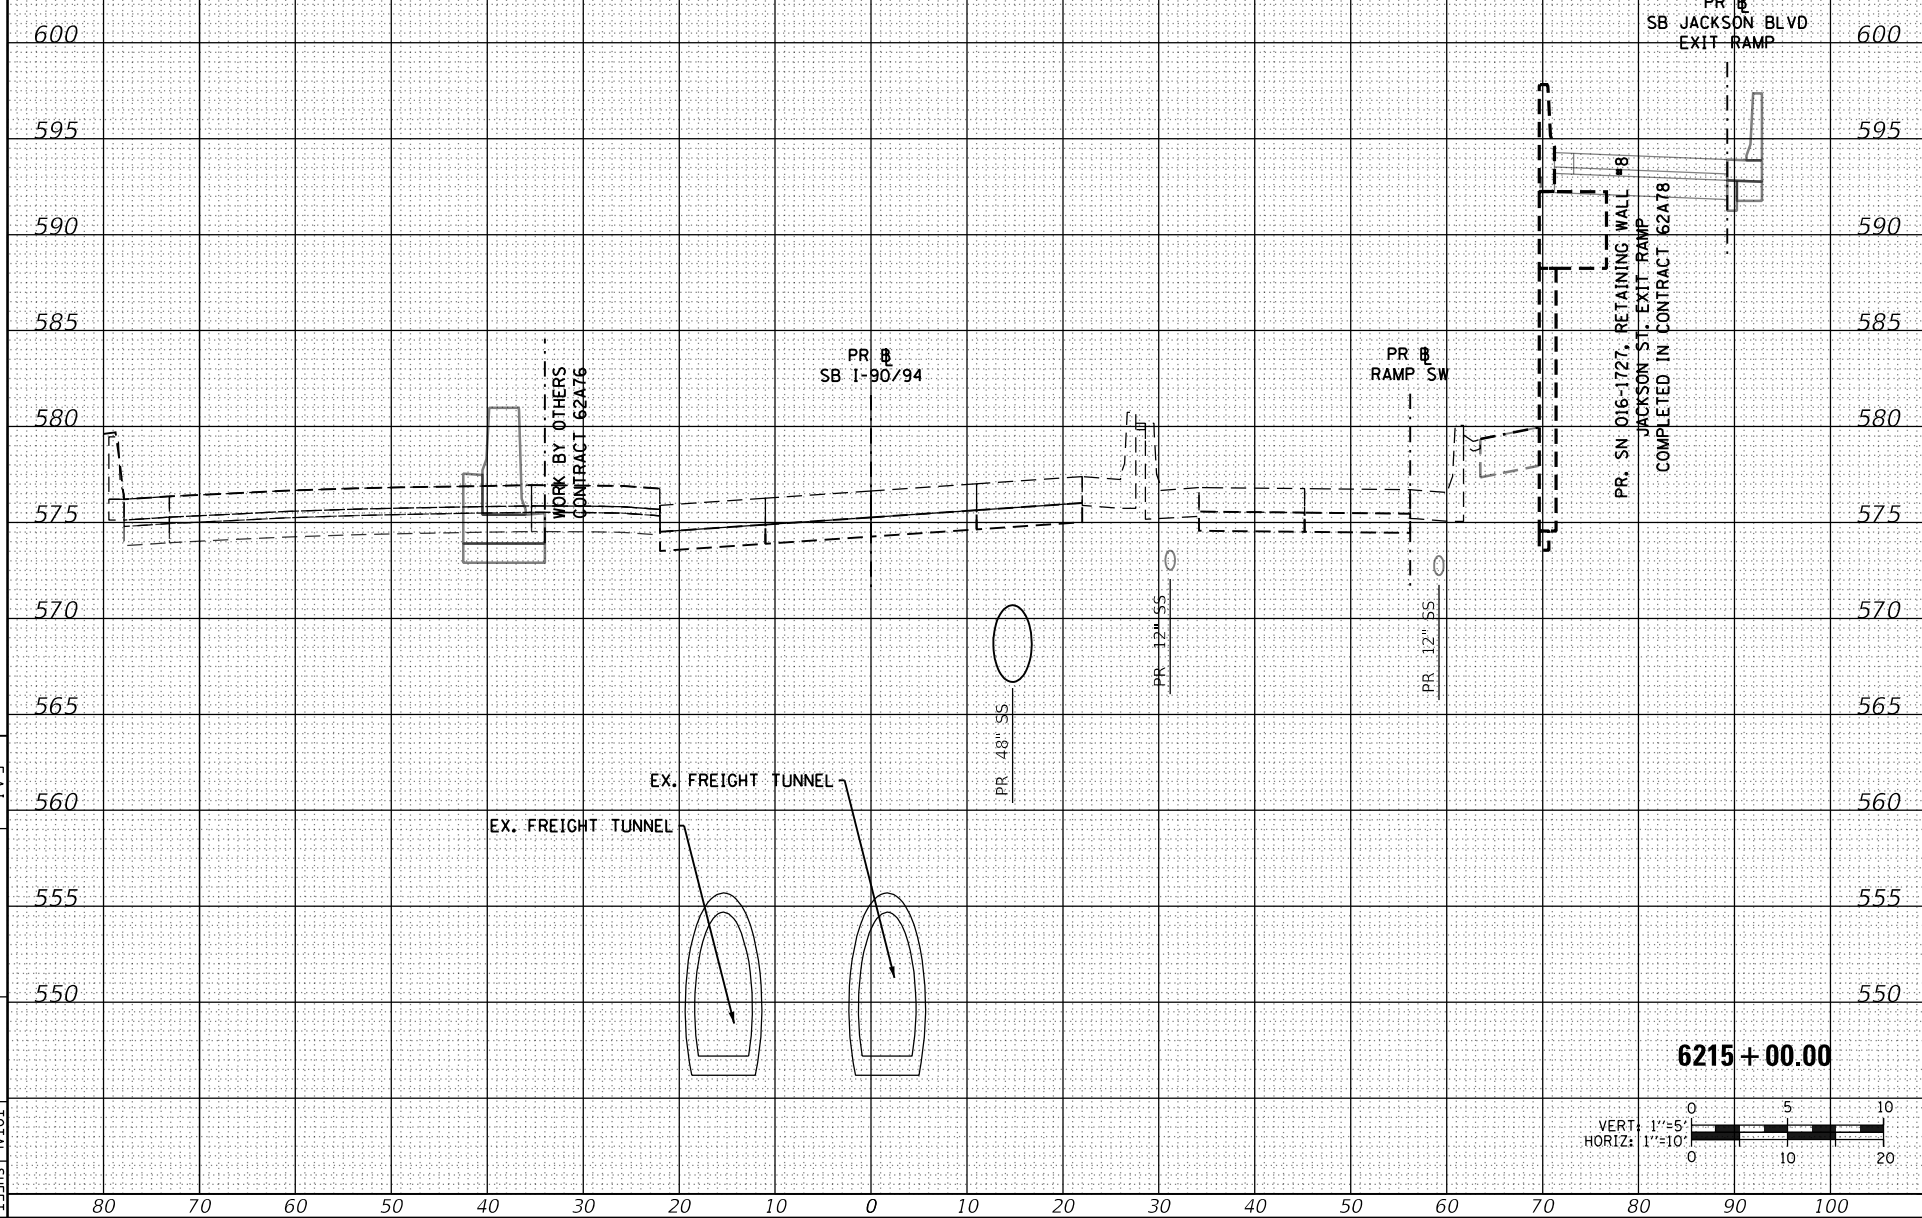 PR BL
SB JACKSON BLVD
EXIT RAMP
600
600
595
595
590
590
585
585
580
580
575
575
570
570
565
565
560
560
555
555
550
550
PR BL
SB I-90/94
PR BL
RAMP SW
WORK BY OTHERS
CONTRACT 62A76
PR. SN 016-1727, RETAINING WALL 8
JACKSON ST. EXIT RAMP
COMPLETED IN CONTRACT 62A78
PR 48" SS
PR 12" SS
PR 12" SS
EX. FREIGHT TUNNEL
EX. FREIGHT TUNNEL
6215 + 00.00
0 5 10
VERT: 1"=5'
HORIZ: 1"=10'
0 10 20
80 70 60 50 40 30 20 10 0 10 20 30 40 50 60 70 80 90 100